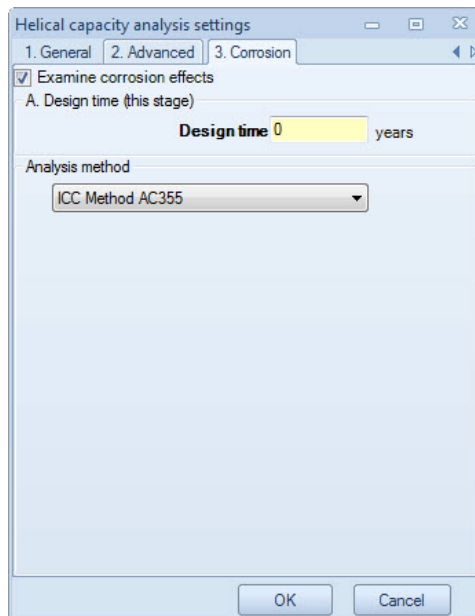 Helical capacity analysis settings
1. General 2. Advanced 3. Corrosion
Examine corrosion effects
A. Design time (this stage)
Design time 0 years
Analysis method
ICC Method AC355
OK Cancel